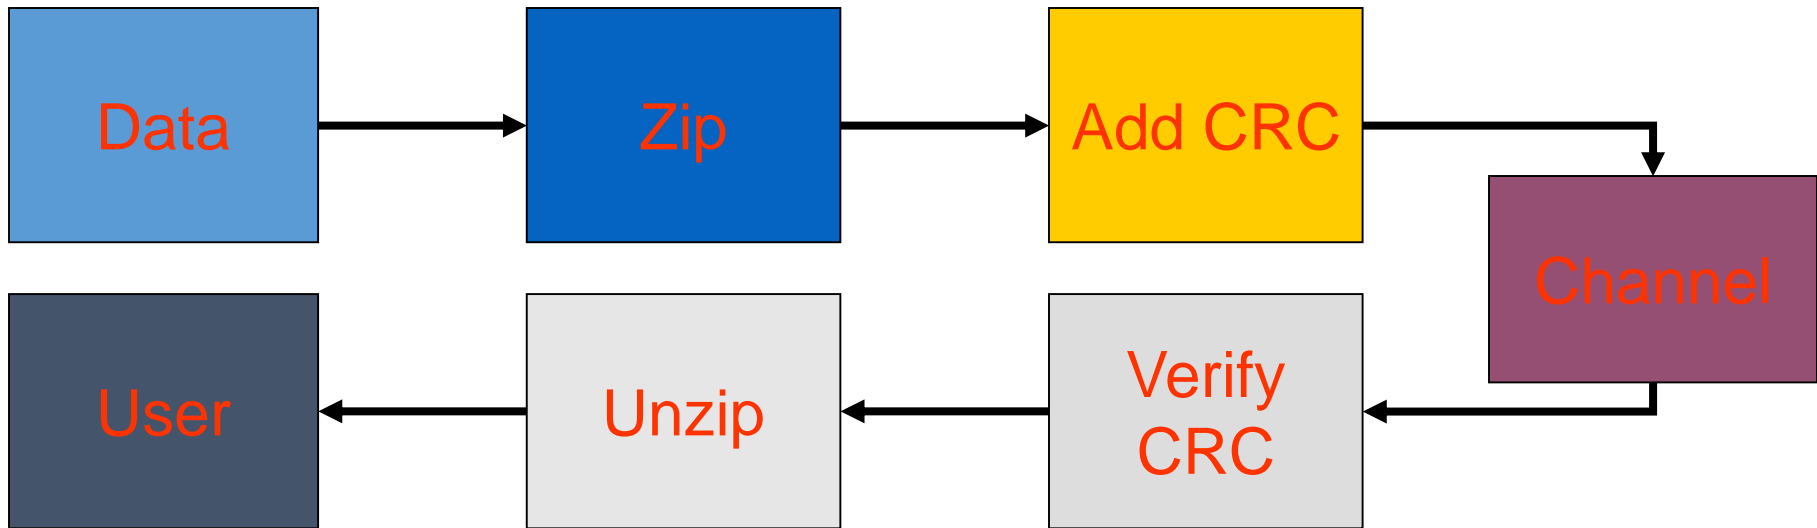 Data
Zip
Add CRC
Channel
User
Unzip
Verify
CRC